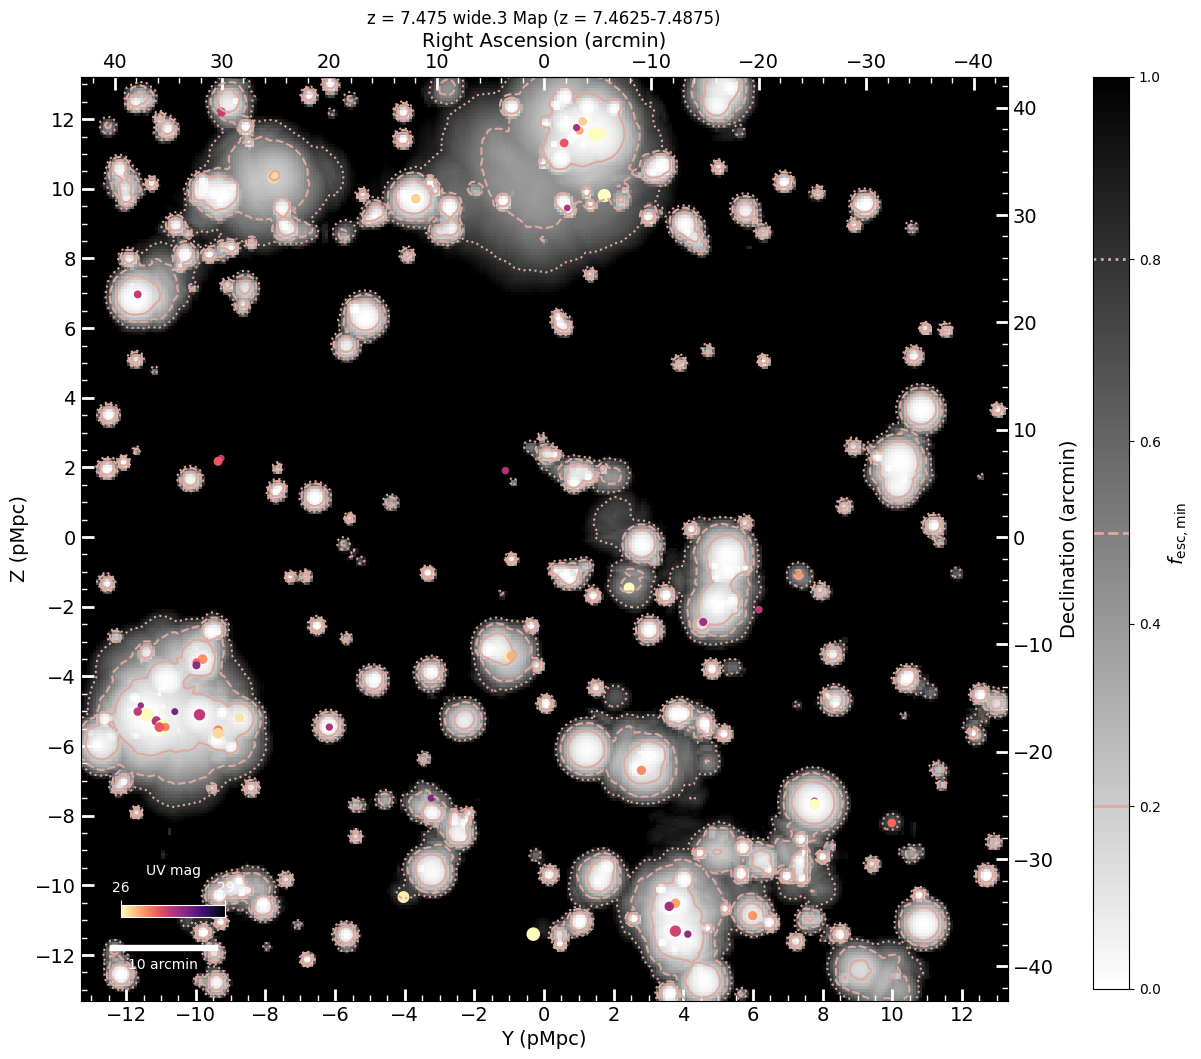 z = 7.475 wide.3 Map (z = 7.4625-7.4875)
Right Ascension (arcmin)
40 30 20 10 0 −10 −20 −30 −40
12 10 8 6 4 2 0 −2 −4 −6 −8 −10 −12
Z (pMpc)
UV mag
26 29
10 arcmin
−12 −10 −8 −6 −4 −2 0 2 4 6 8 10 12
Y (pMpc)
40 30 20 10 0 −10 −20 −30 −40
Declination (arcmin)
1.0 0.8 0.6 0.4 0.2 0.0
fesc,min